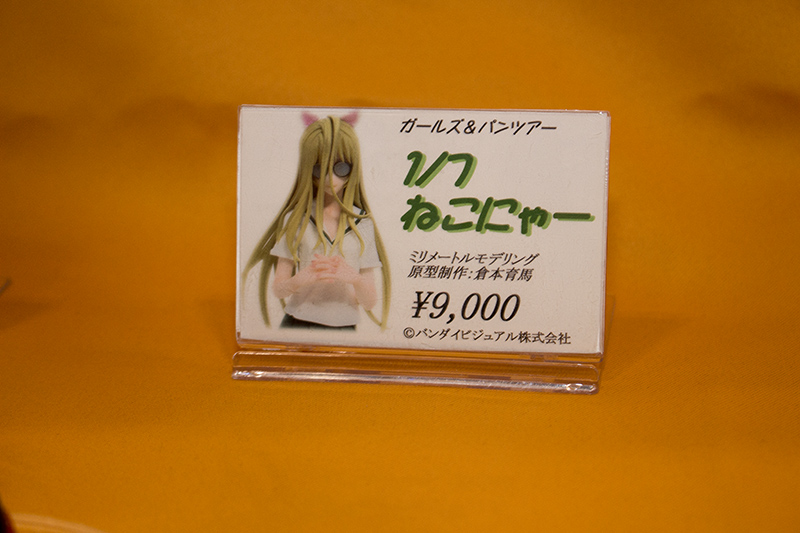 ガールズ&パンツァー
1/7
ねこにゃー
ミリメートルモデリング
原型制作:倉本育馬
¥9,000
©バンダイビジュアル株式会社